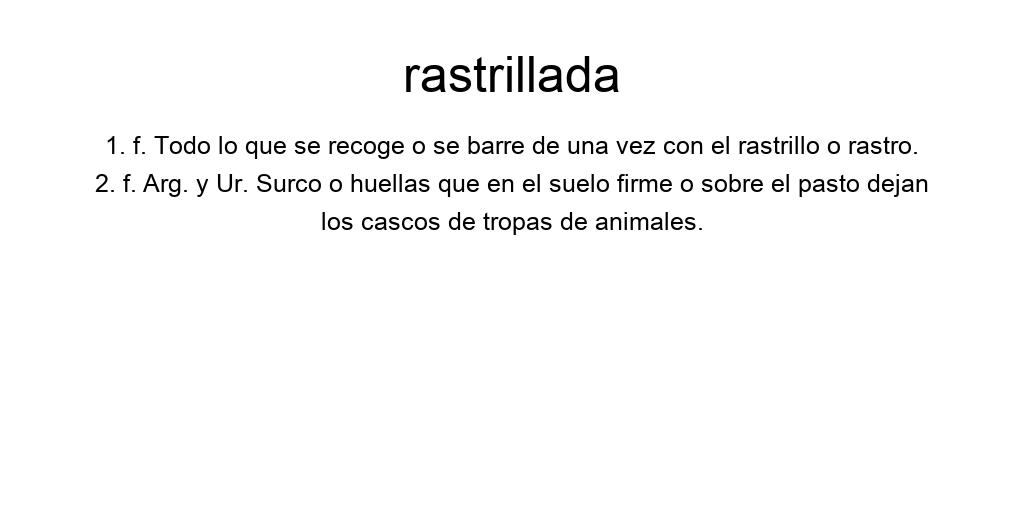 rastrillada
1. f. Todo lo que se recoge o se barre de una vez con el rastrillo o rastro.
2. f. Arg. y Ur. Surco o huellas que en el suelo firme o sobre el pasto dejan
los cascos de tropas de animales.